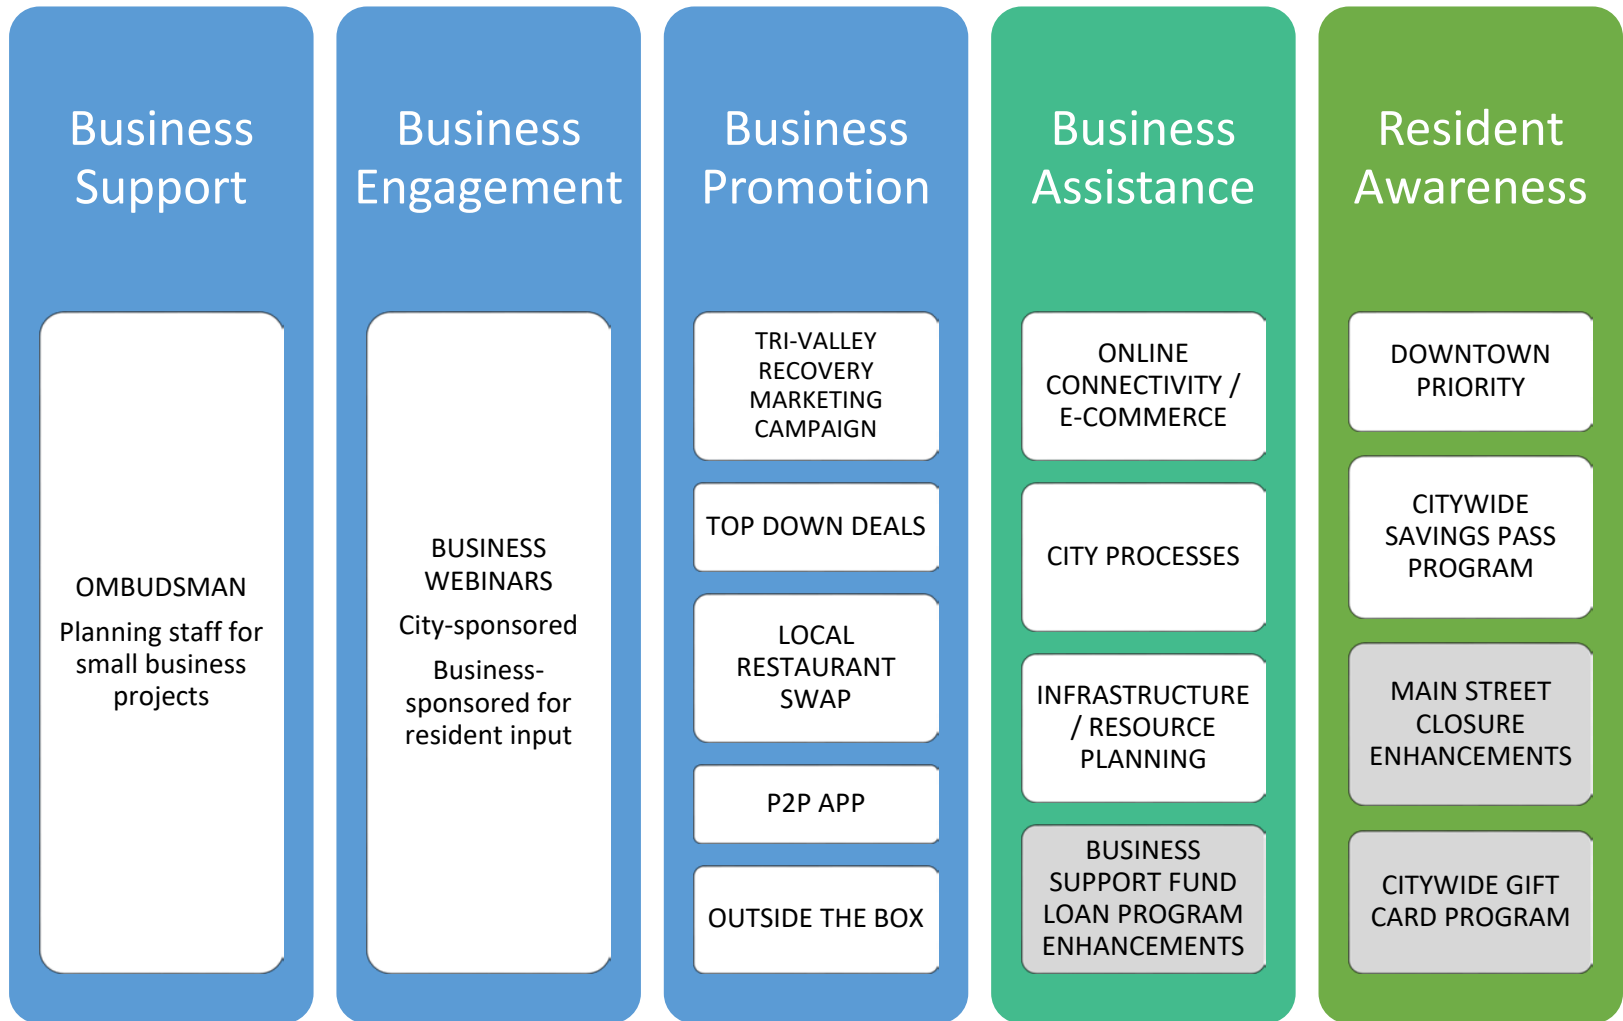 Business
Support
OMBUDSMAN
Planning staff for
small business
projects
Business
Engagement
BUSINESS
WEBINARS
City-sponsored
Business-
sponsored for
resident input
Business
Promotion
TRI-VALLEY
RECOVERY
MARKETING
CAMPAIGN
TOP DOWN DEALS
LOCAL
RESTAURANT
SWAP
P2P APP
OUTSIDE THE BOX
Business
Assistance
ONLINE
CONNECTIVITY /
E-COMMERCE
CITY PROCESSES
INFRASTRUCTURE
/ RESOURCE
PLANNING
BUSINESS
SUPPORT FUND
LOAN PROGRAM
ENHANCEMENTS
Resident
Awareness
DOWNTOWN
PRIORITY
CITYWIDE
SAVINGS PASS
PROGRAM
MAIN STREET
CLOSURE
ENHANCEMENTS
CITYWIDE GIFT
CARD PROGRAM